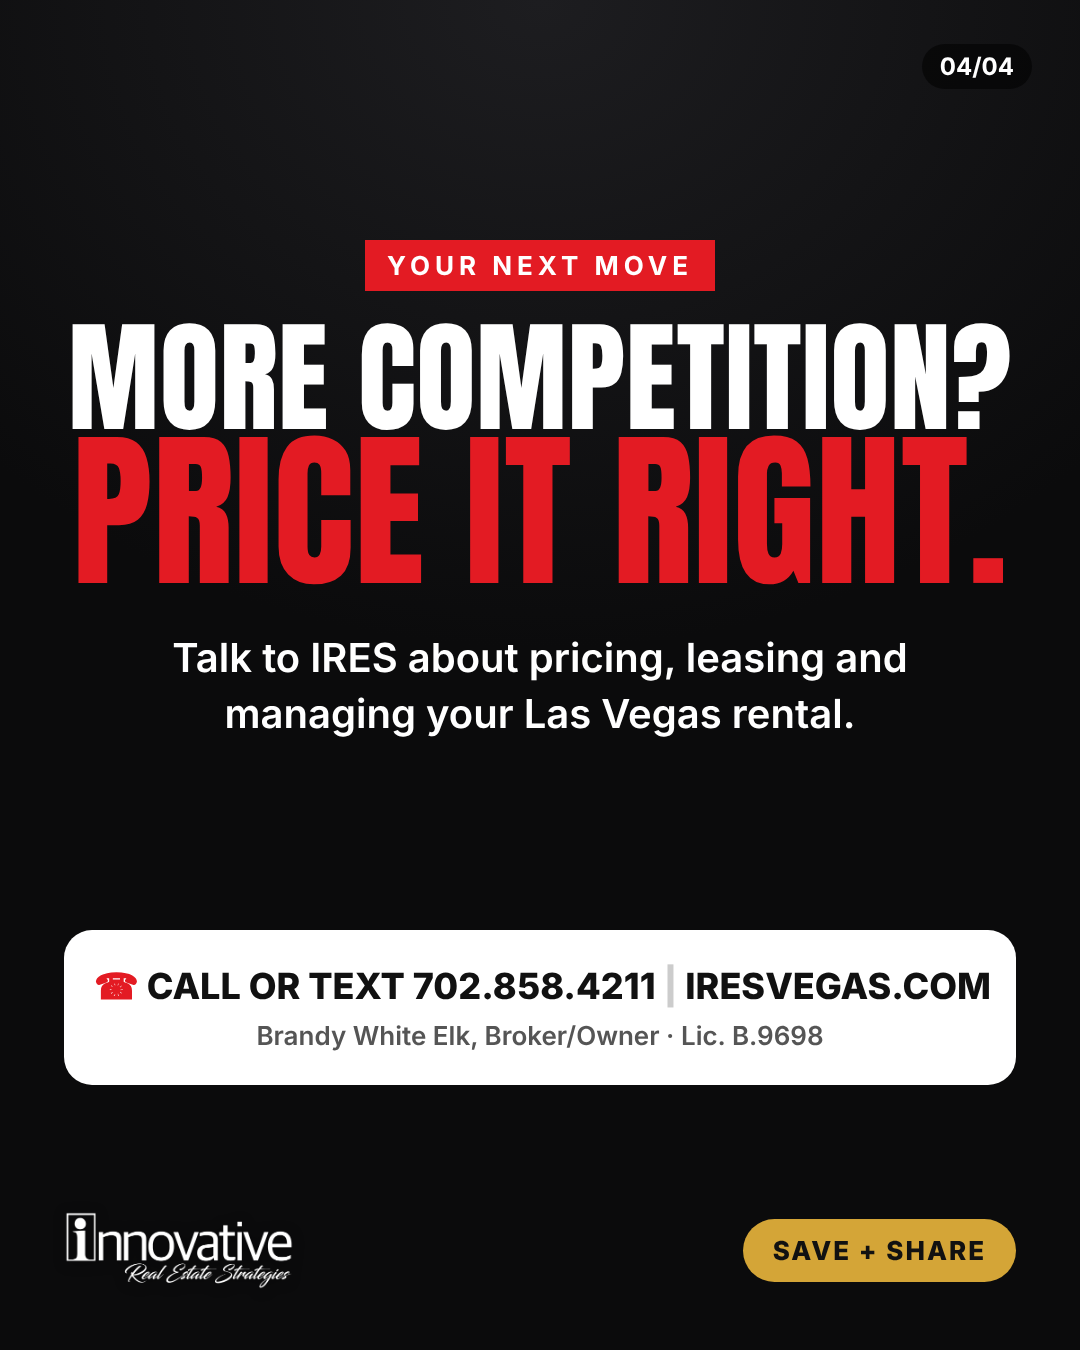 04/04
YOUR NEXT MOVE
MORE COMPETITION?
PRICE IT RIGHT.
Talk to IRES about pricing, leasing and
managing your Las Vegas rental.
☎ CALL OR TEXT 702.858.4211 | IRESVEGAS.COM
Brandy White Elk, Broker/Owner · Lic. B.9698
innovative
Real Estate Strategies
SAVE + SHARE